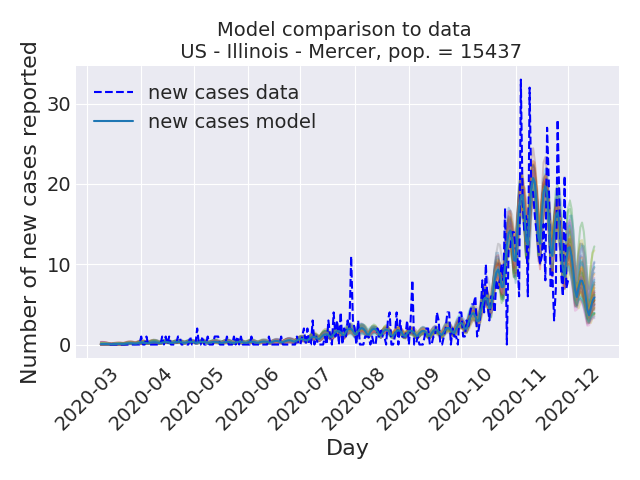 Model comparison to data
US - Illinois - Mercer, pop. = 15437
Number of new cases reported
30
20
10
0
new cases data
new cases model
2020-03
2020-04
2020-05
2020-06
2020-07
2020-08
2020-09
2020-10
2020-11
2020-12
Day